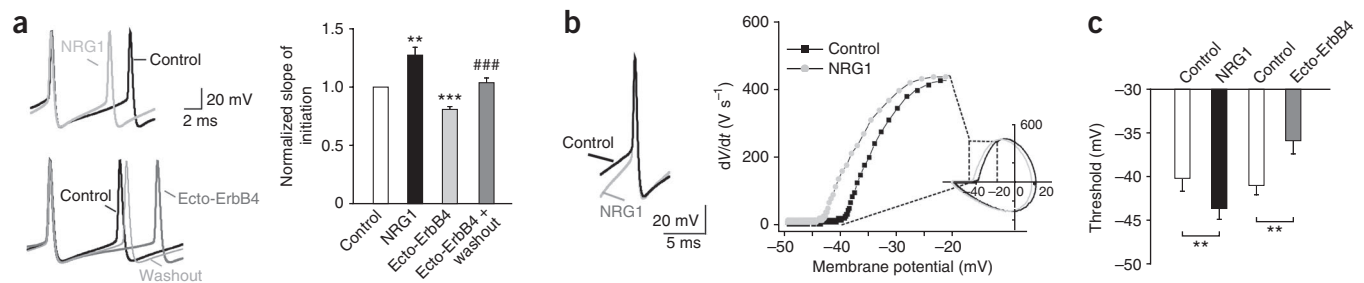 a
NRG1
Control
20 mV
2 ms
Control
Ecto-ErbB4
Washout
Normalized slope of
initiation
1.5
1.0
0.5
0
**
***
###
Control
NRG1
Ecto-ErbB4
Ecto-ErbB4 +
washout
b
Control
NRG1
20 mV
5 ms
dV/dt (V s⁻¹)
600
400
200
0
Control
NRG1
600
−40 −20 0 20
−50 −40 −30 −20
Membrane potential (mV)
c
Control
NRG1
Control
Ecto-ErbB4
Threshold (mV)
−30
−35
−40
−45
−50
**
**